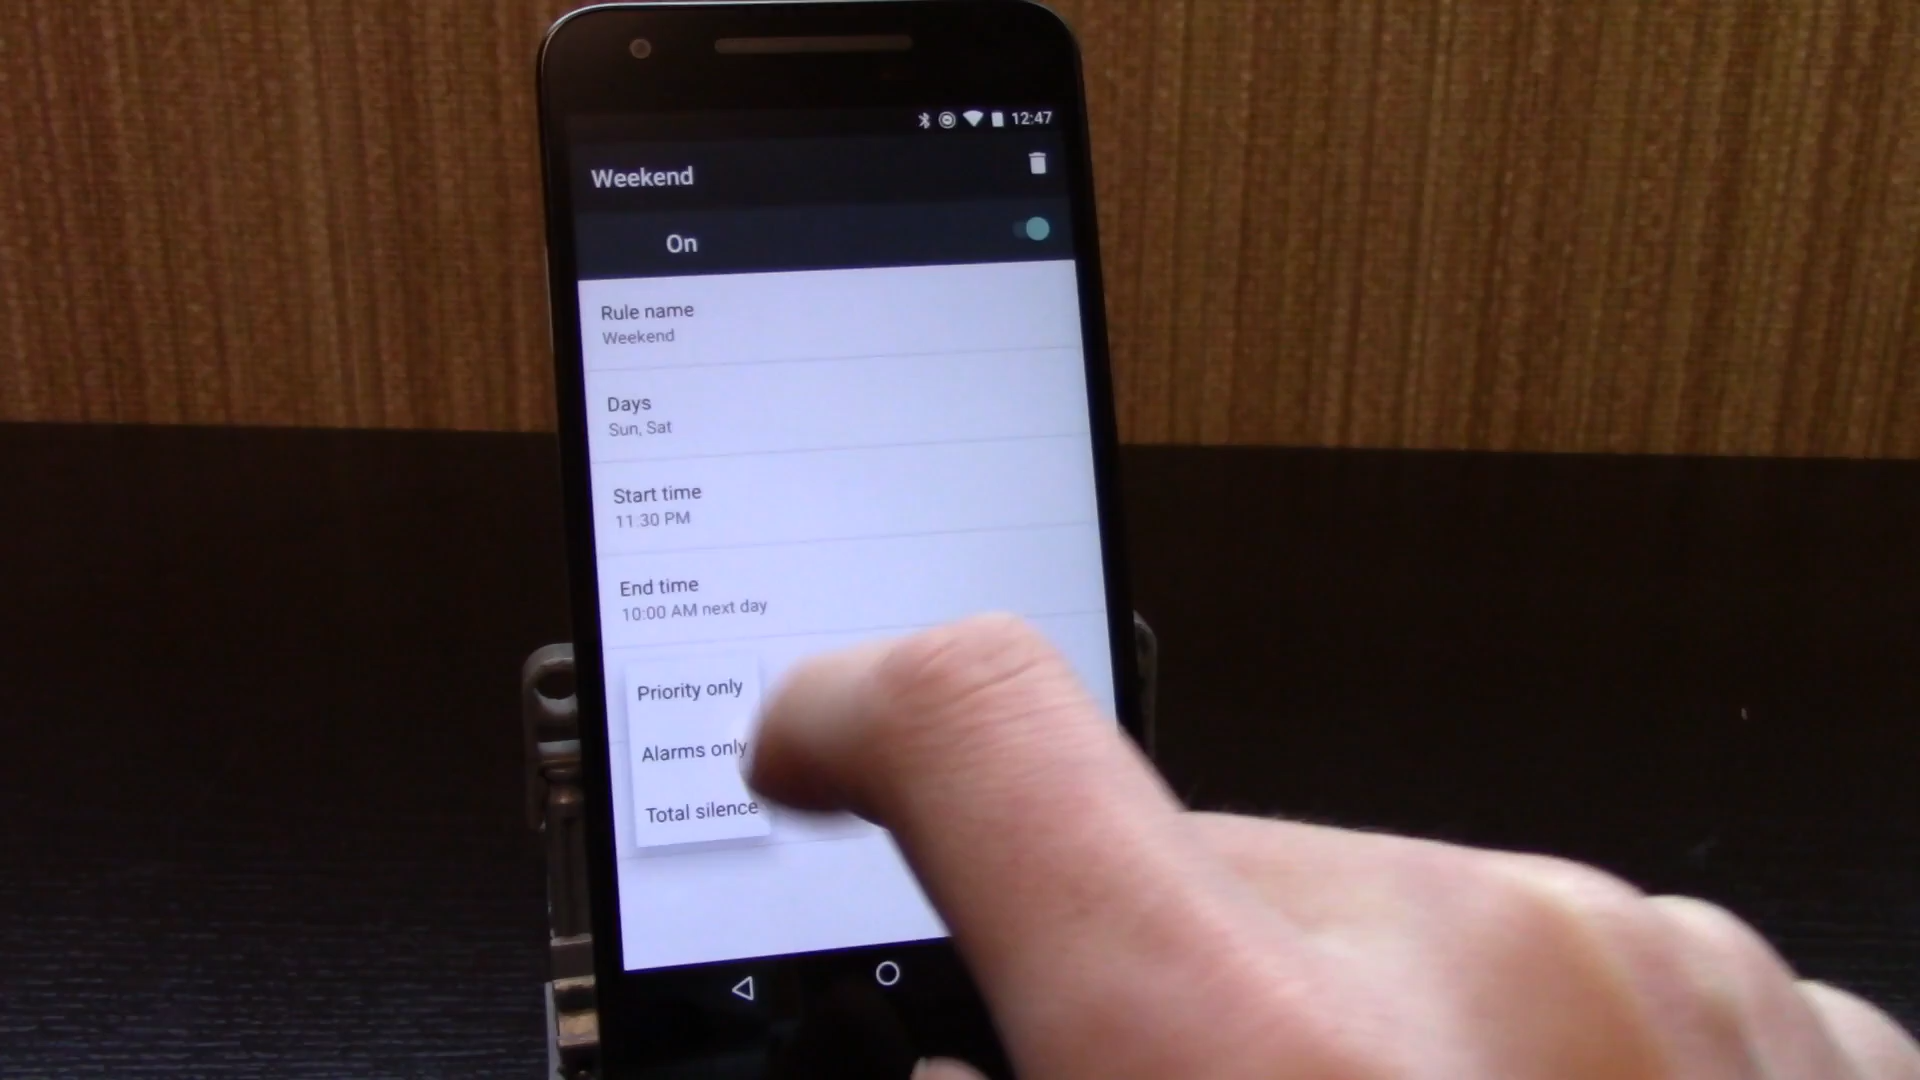 12:47
Weekend
On
Rule name
Weekend
Days
Sun, Sat
Start time
11:30 PM
End time
10:00 AM next day
Priority only
Alarms only
Total silence